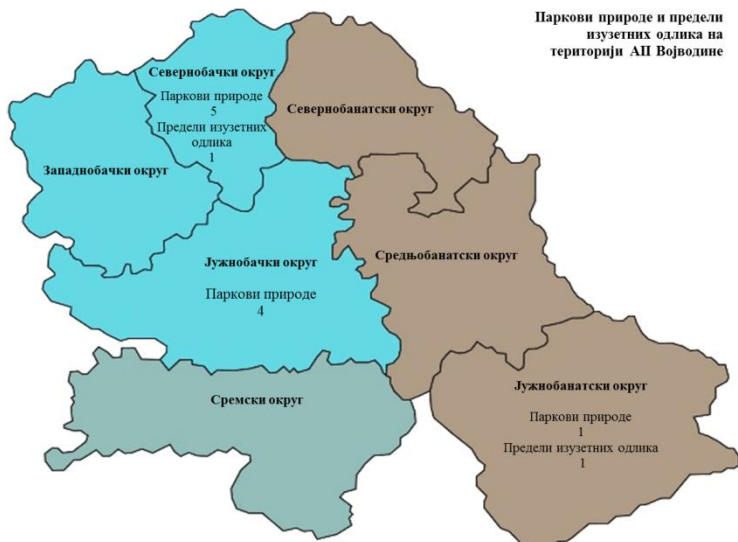 Паркови природе и предели
изузетних одлика на
територији АП Војводине
Севернобачки округ
Паркови природе
5
Предели изузетних
одлика
1
Севернобанатски округ
Западнобачки округ
Јужнобачки округ
Паркови природе
4
Средњобанатски округ
Сремски округ
Јужнобанатски округ
Паркови природе
1
Предели изузетних одлика
1